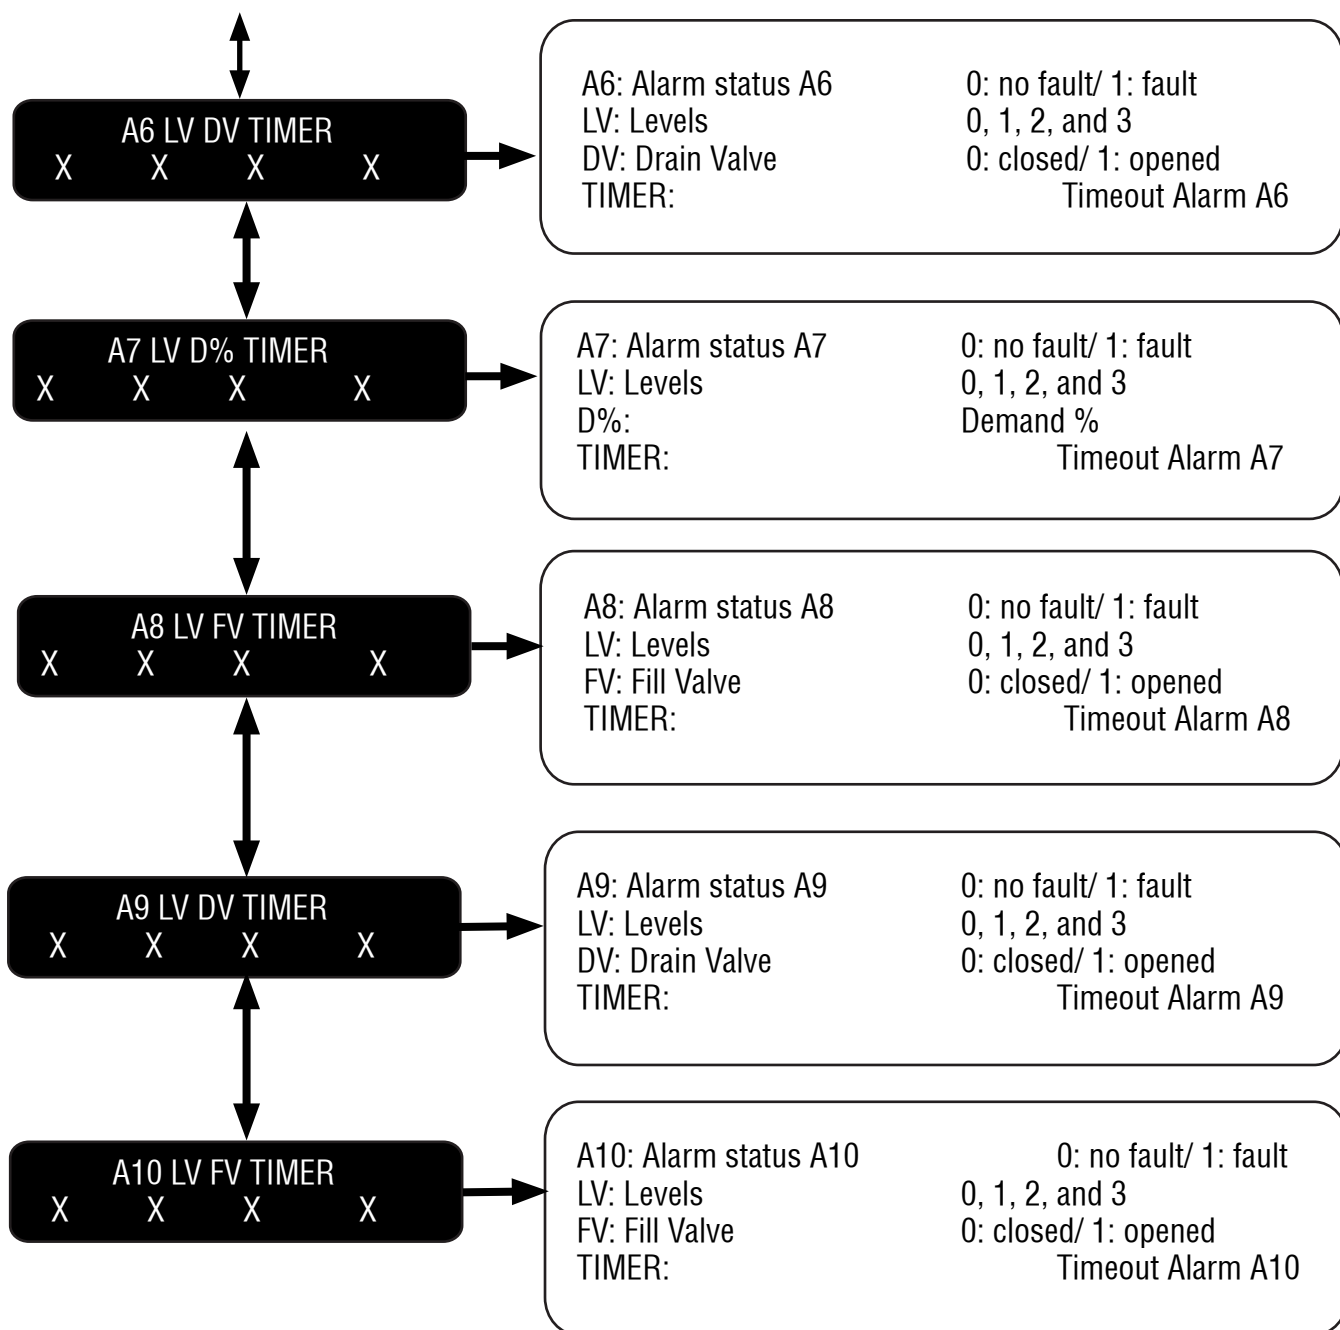 A6 LV DV TIMER
X X X X
A6: Alarm status A6 0: no fault/ 1: fault
LV: Levels 0, 1, 2, and 3
DV: Drain Valve 0: closed/ 1: opened
TIMER: Timeout Alarm A6
A7 LV D% TIMER
X X X X
A7: Alarm status A7 0: no fault/ 1: fault
LV: Levels 0, 1, 2, and 3
D%: Demand %
TIMER: Timeout Alarm A7
A8 LV FV TIMER
X X X X
A8: Alarm status A8 0: no fault/ 1: fault
LV: Levels 0, 1, 2, and 3
FV: Fill Valve 0: closed/ 1: opened
TIMER: Timeout Alarm A8
A9 LV DV TIMER
X X X X
A9: Alarm status A9 0: no fault/ 1: fault
LV: Levels 0, 1, 2, and 3
DV: Drain Valve 0: closed/ 1: opened
TIMER: Timeout Alarm A9
A10 LV FV TIMER
X X X X
A10: Alarm status A10 0: no fault/ 1: fault
LV: Levels 0, 1, 2, and 3
FV: Fill Valve 0: closed/ 1: opened
TIMER: Timeout Alarm A10